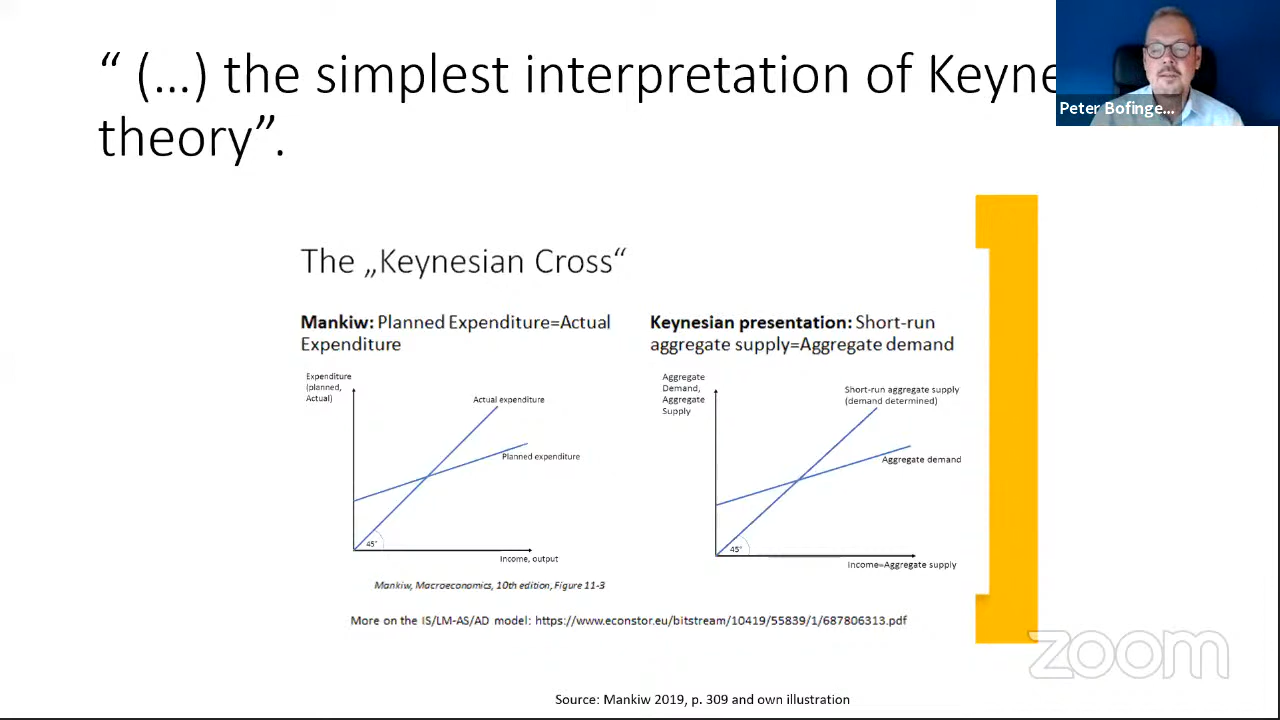 “ (…) the simplest interpretation of Keyne
theory”.
Peter Bofinge...
The „Keynesian Cross“
Mankiw: Planned Expenditure=Actual
Expenditure
Expenditure
(planned,
Actual)
Actual expenditure
Planned expenditure
45°
Income, output
Mankiw, Macroeconomics, 10th edition, Figure 11-3
Keynesian presentation: Short-run
aggregate supply=Aggregate demand
Aggregate
Demand,
Aggregate
Supply
Short-run aggregate supply
(demand determined)
Aggregate demand
45°
Income=Aggregate supply
More on the IS/LM-AS/AD model: https://www.econstor.eu/bitstream/10419/55839/1/687806313.pdf
zoom
Source: Mankiw 2019, p. 309 and own illustration